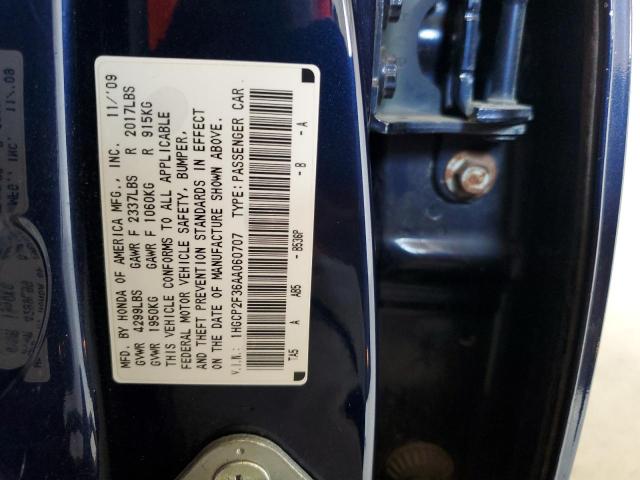 MFD. BY HONDA OF AMERICA MFG., INC. 11/'09
GVWR 4299LBS GAWR F 2337LBS R 2017LBS
GVWR 1950KG GAWR F 1060KG R 915KG
THIS VEHICLE CONFORMS TO ALL APPLICABLE
FEDERAL MOTOR VEHICLE SAFETY, BUMPER,
AND THEFT PREVENTION STANDARDS IN EFFECT
ON THE DATE OF MANUFACTURE SHOWN ABOVE.
V.I.N.: 1HGCP2F36AA060707 TYPE: PASSENGER CAR
TA5 A AB5 - B536P - B - A